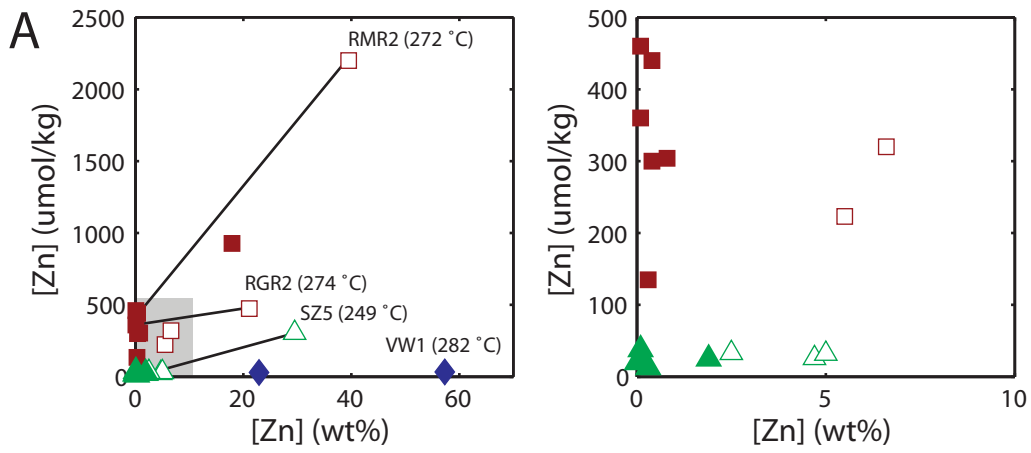 A
[Zn] (umol/kg)
2500
2000
1500
1000
500
0
RMR2 (272 ˚C)
RGR2 (274 ˚C)
SZ5 (249 ˚C)
VW1 (282 ˚C)
0 20 40 60
[Zn] (wt%)
[Zn] (umol/kg)
500
400
300
200
100
0
0 5 10
[Zn] (wt%)